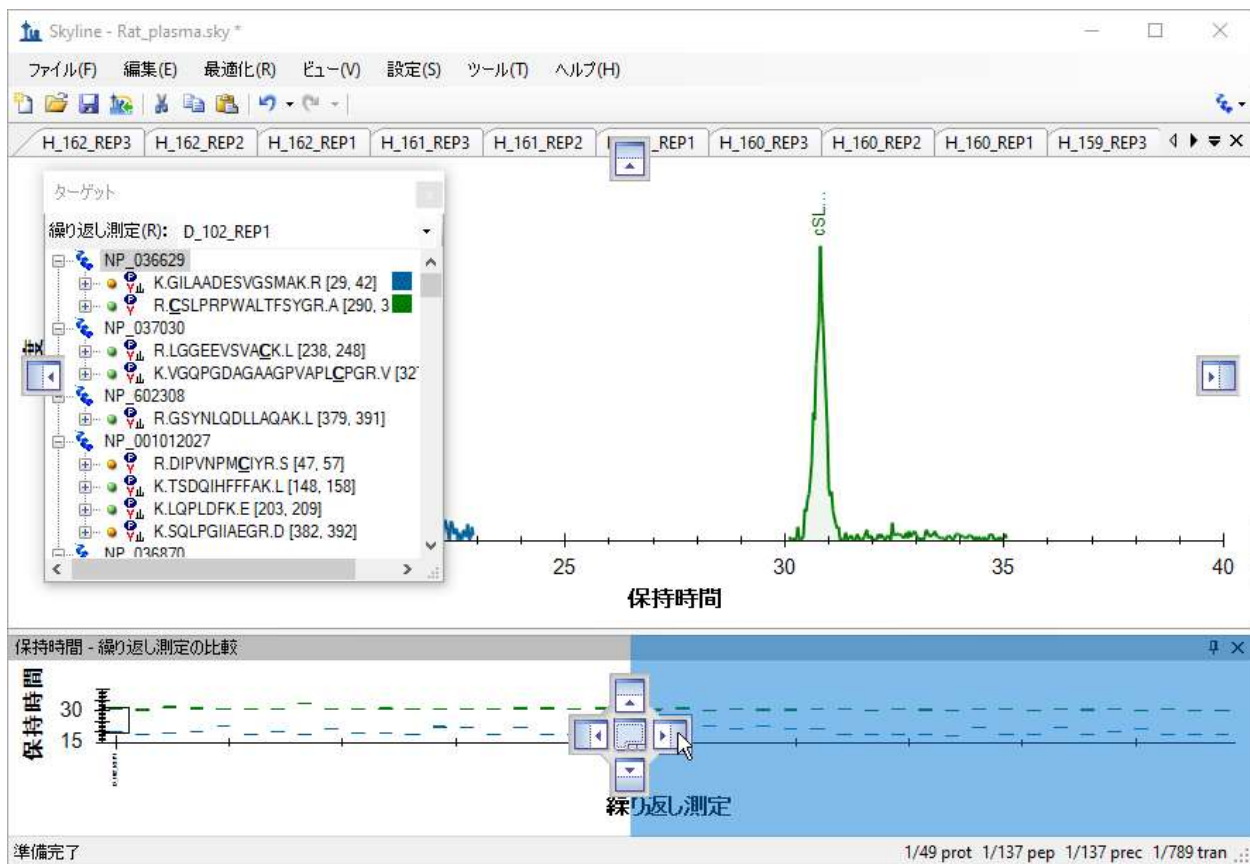 Skyline - Rat_plasma.sky *
ファイル(F) 編集(E) 最適化(R) ビュー(V) 設定(S) ツール(T) ヘルプ(H)
H_162_REP3 H_162_REP2 H_162_REP1 H_161_REP3 H_161_REP2 _REP1 H_160_REP3 H_160_REP2 H_160_REP1 H_159_REP3
ターゲット
繰り返し測定(R): D_102_REP1
NP_036629
K.GILAADESVGSMAK.R [29, 42]
R.CSLPRPWALTFSYGR.A [290, 3
NP_037030
K.LGGEEVSVACK.L [238, 248]
K.VGQPGDAGAAGPVAPLCPGR.V [327
NP_602308
R.GSYNLQDLLAQAK.L [379, 391]
NP_001012027
R.DIPVNPMCIYR.S [47, 57]
K.TSDQIHFFFAK.L [148, 158]
K.LQPLDFK.E [203, 209]
K.SQLPGIIAEGR.D [382, 392]
NP_036870
cSL...
25 30 35 40
保持時間
保持時間 - 繰り返し測定の比較
保持時間
30
15
繰り返し測定
準備完了
1/49 prot 1/137 pep 1/137 prec 1/789 tran